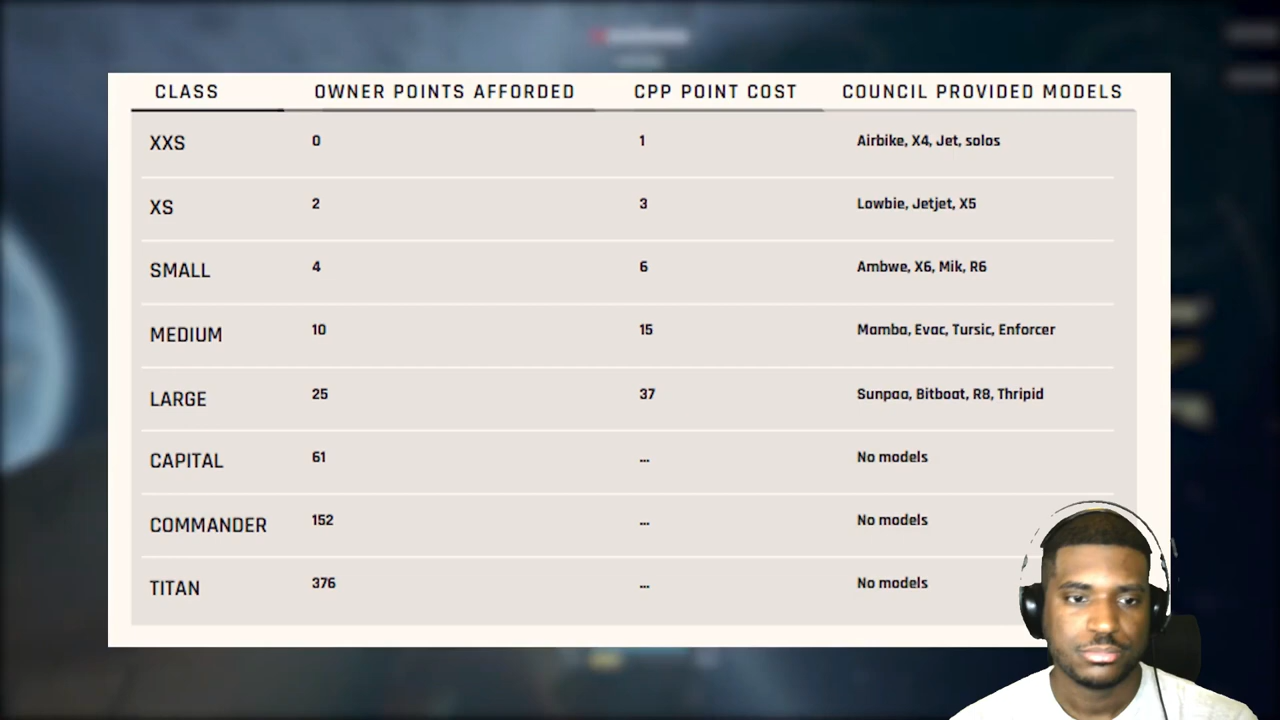 CLASS OWNER POINTS AFFORDED CPP POINT COST COUNCIL PROVIDED MODELS
XXS 0 1 Airbike, X4, Jet, solos
XS 2 3 Lowbie, Jetjet, X5
SMALL 4 6 Ambwe, X6, Mik, R6
MEDIUM 10 15 Mamba, Evac, Tursic, Enforcer
LARGE 25 37 Sunpaa, Bitboat, R8, Thripid
CAPITAL 61 ... No models
COMMANDER 152 ... No models
TITAN 376 ... No models